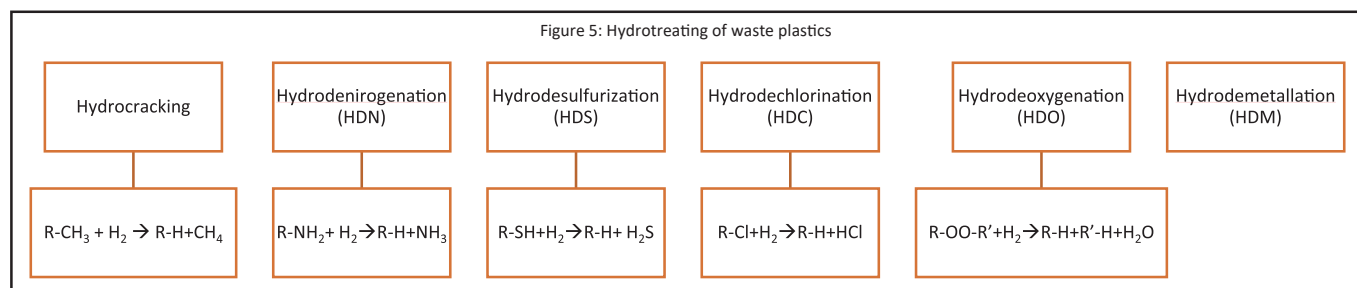 Figure 5: Hydrotreating of waste plastics
Hydrocracking
Hydrodenirogenation
(HDN)
Hydrodesulfurization
(HDS)
Hydrodechlorination
(HDC)
Hydrodeoxygenation
(HDO)
Hydrodemetallation
(HDM)
R-CH₃ + H₂ → R-H+CH₄
R-NH₂+ H₂→R-H+NH₃
R-SH+H₂→R-H+ H₂S
R-Cl+H₂→R-H+HCl
R-OO-R’+H₂→R-H+R’-H+H₂O